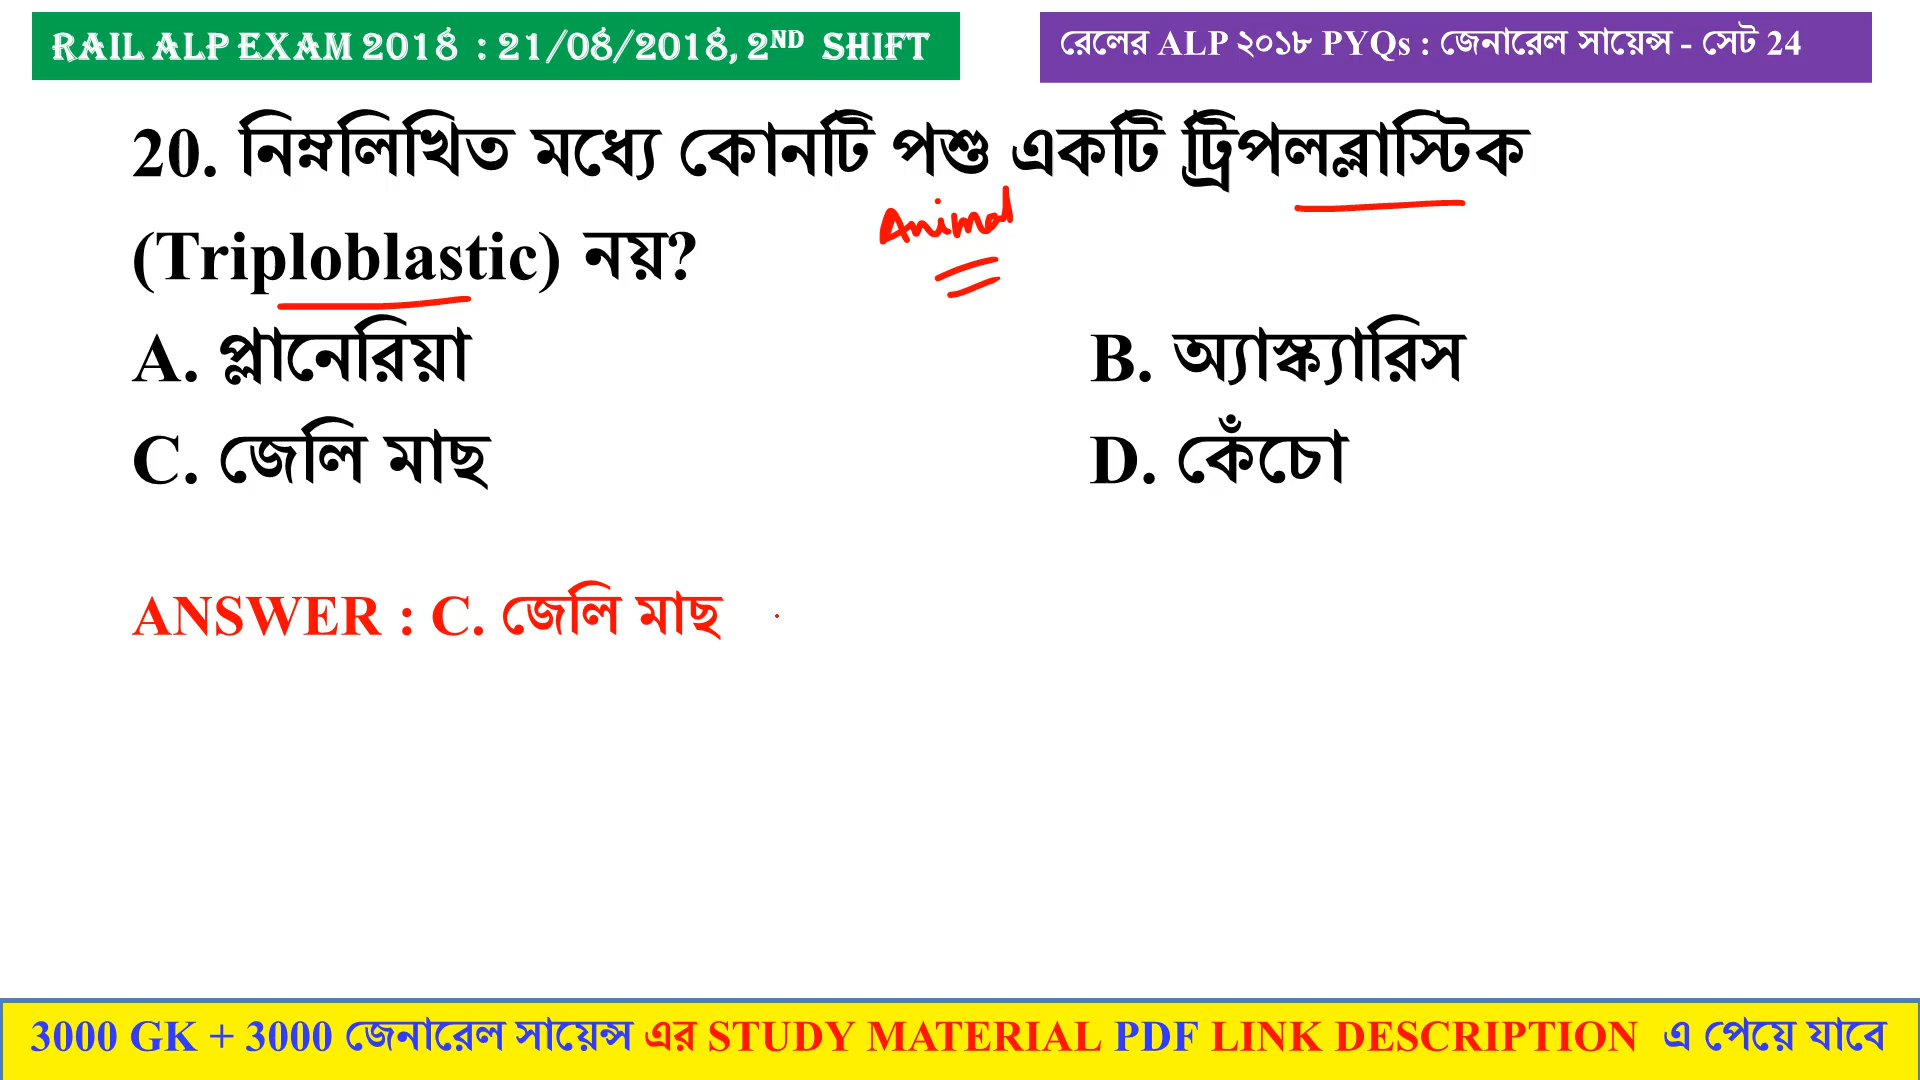 RAIL ALP EXAM 2018 : 21/08/2018, 2ND SHIFT
রেলের ALP ২০১৮ PYQs : জেনারেল সায়েন্স - সেট 24
20. নিম্নলিখিত মধ্যে কোনটি পশু একটি ট্রিপলব্লাস্টিক
Animal
(Triploblastic) নয়?
A. প্লানেরিয়া
B. অ্যাস্ক্যারিস
C. জেলি মাছ
D. কেঁচো
ANSWER : C. জেলি মাছ
3000 GK + 3000 জেনারেল সায়েন্স এর STUDY MATERIAL PDF LINK DESCRIPTION এ পেয়ে যাবে